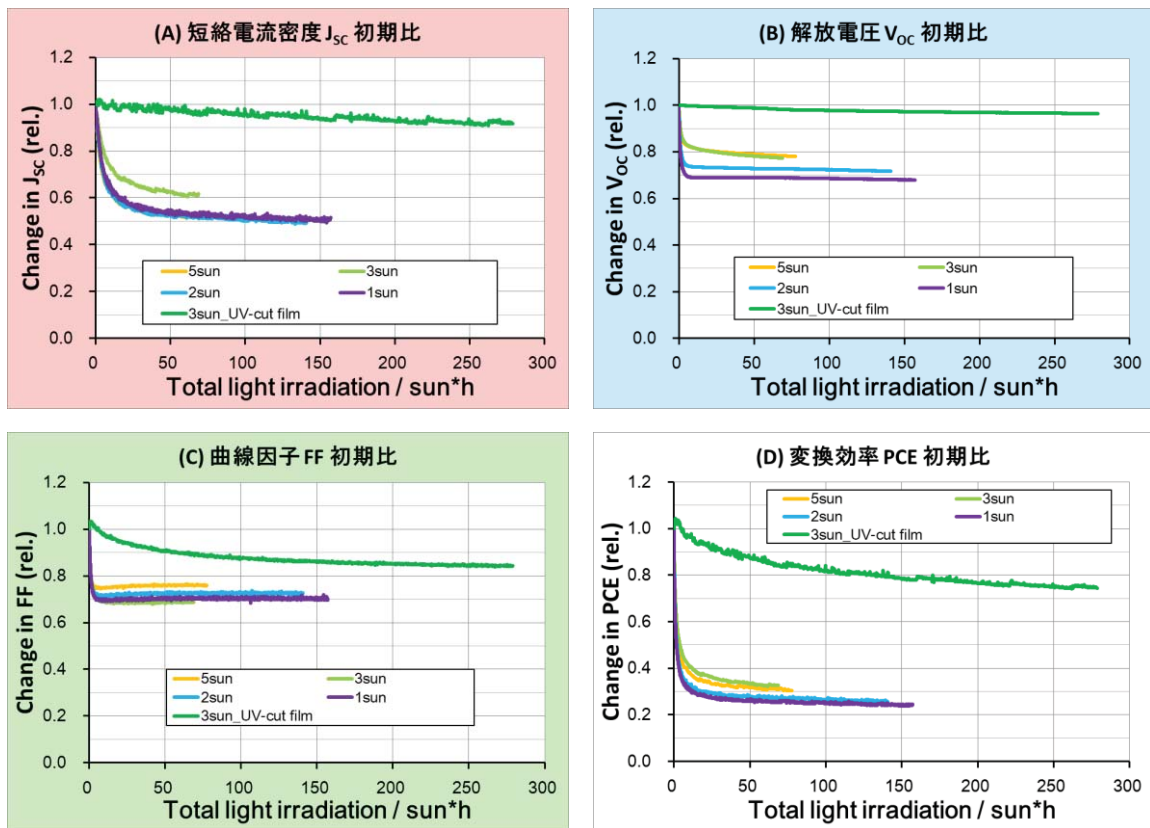 (A) 短絡電流密度 JSC 初期比
Change in JSC (rel.)
1.2
1.0
0.8
0.6
0.4
0.2
0.0
5sun 3sun
2sun 1sun
3sun_UV-cut film
0 50 100 150 200 250 300
Total light irradiation / sun*h
(B) 解放電圧 VOC 初期比
Change in VOC (rel.)
1.2
1.0
0.8
0.6
0.4
0.2
0.0
5sun 3sun
2sun 1sun
3sun_UV-cut film
0 50 100 150 200 250 300
Total light irradiation / sun*h
(C) 曲線因子 FF 初期比
Change in FF (rel.)
1.2
1.0
0.8
0.6
0.4
0.2
0.0
5sun 3sun
2sun 1sun
3sun_UV-cut film
0 50 100 150 200 250 300
Total light irradiation / sun*h
(D) 変換効率 PCE 初期比
Change in PCE (rel.)
1.2
1.0
0.8
0.6
0.4
0.2
0.0
5sun 3sun
2sun 1sun
3sun_UV-cut film
0 50 100 150 200 250 300
Total light irradiation / sun*h